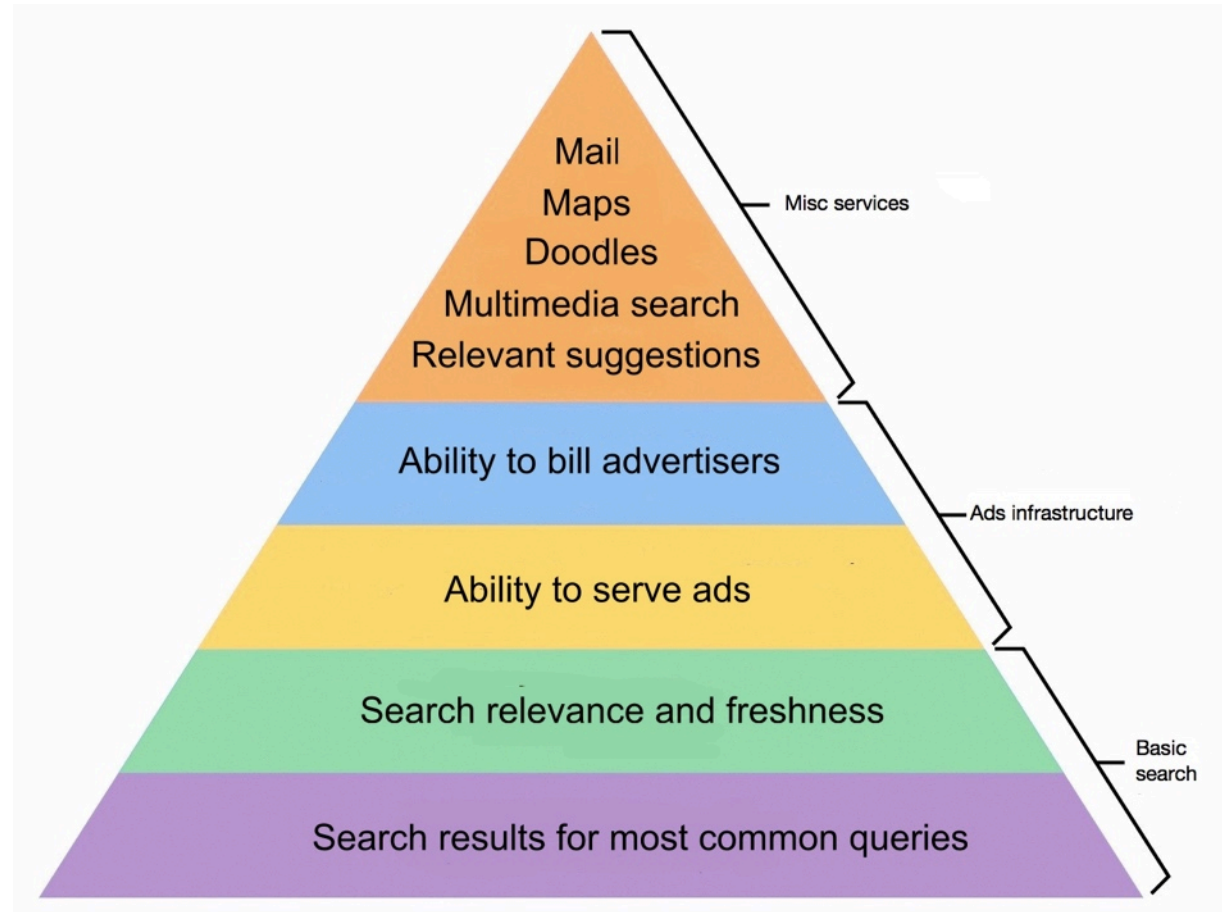 Mail
Maps
Doodles
Multimedia search
Relevant suggestions
Misc services
Ability to bill advertisers
Ability to serve ads
Ads infrastructure
Search relevance and freshness
Search results for most common queries
Basic
search